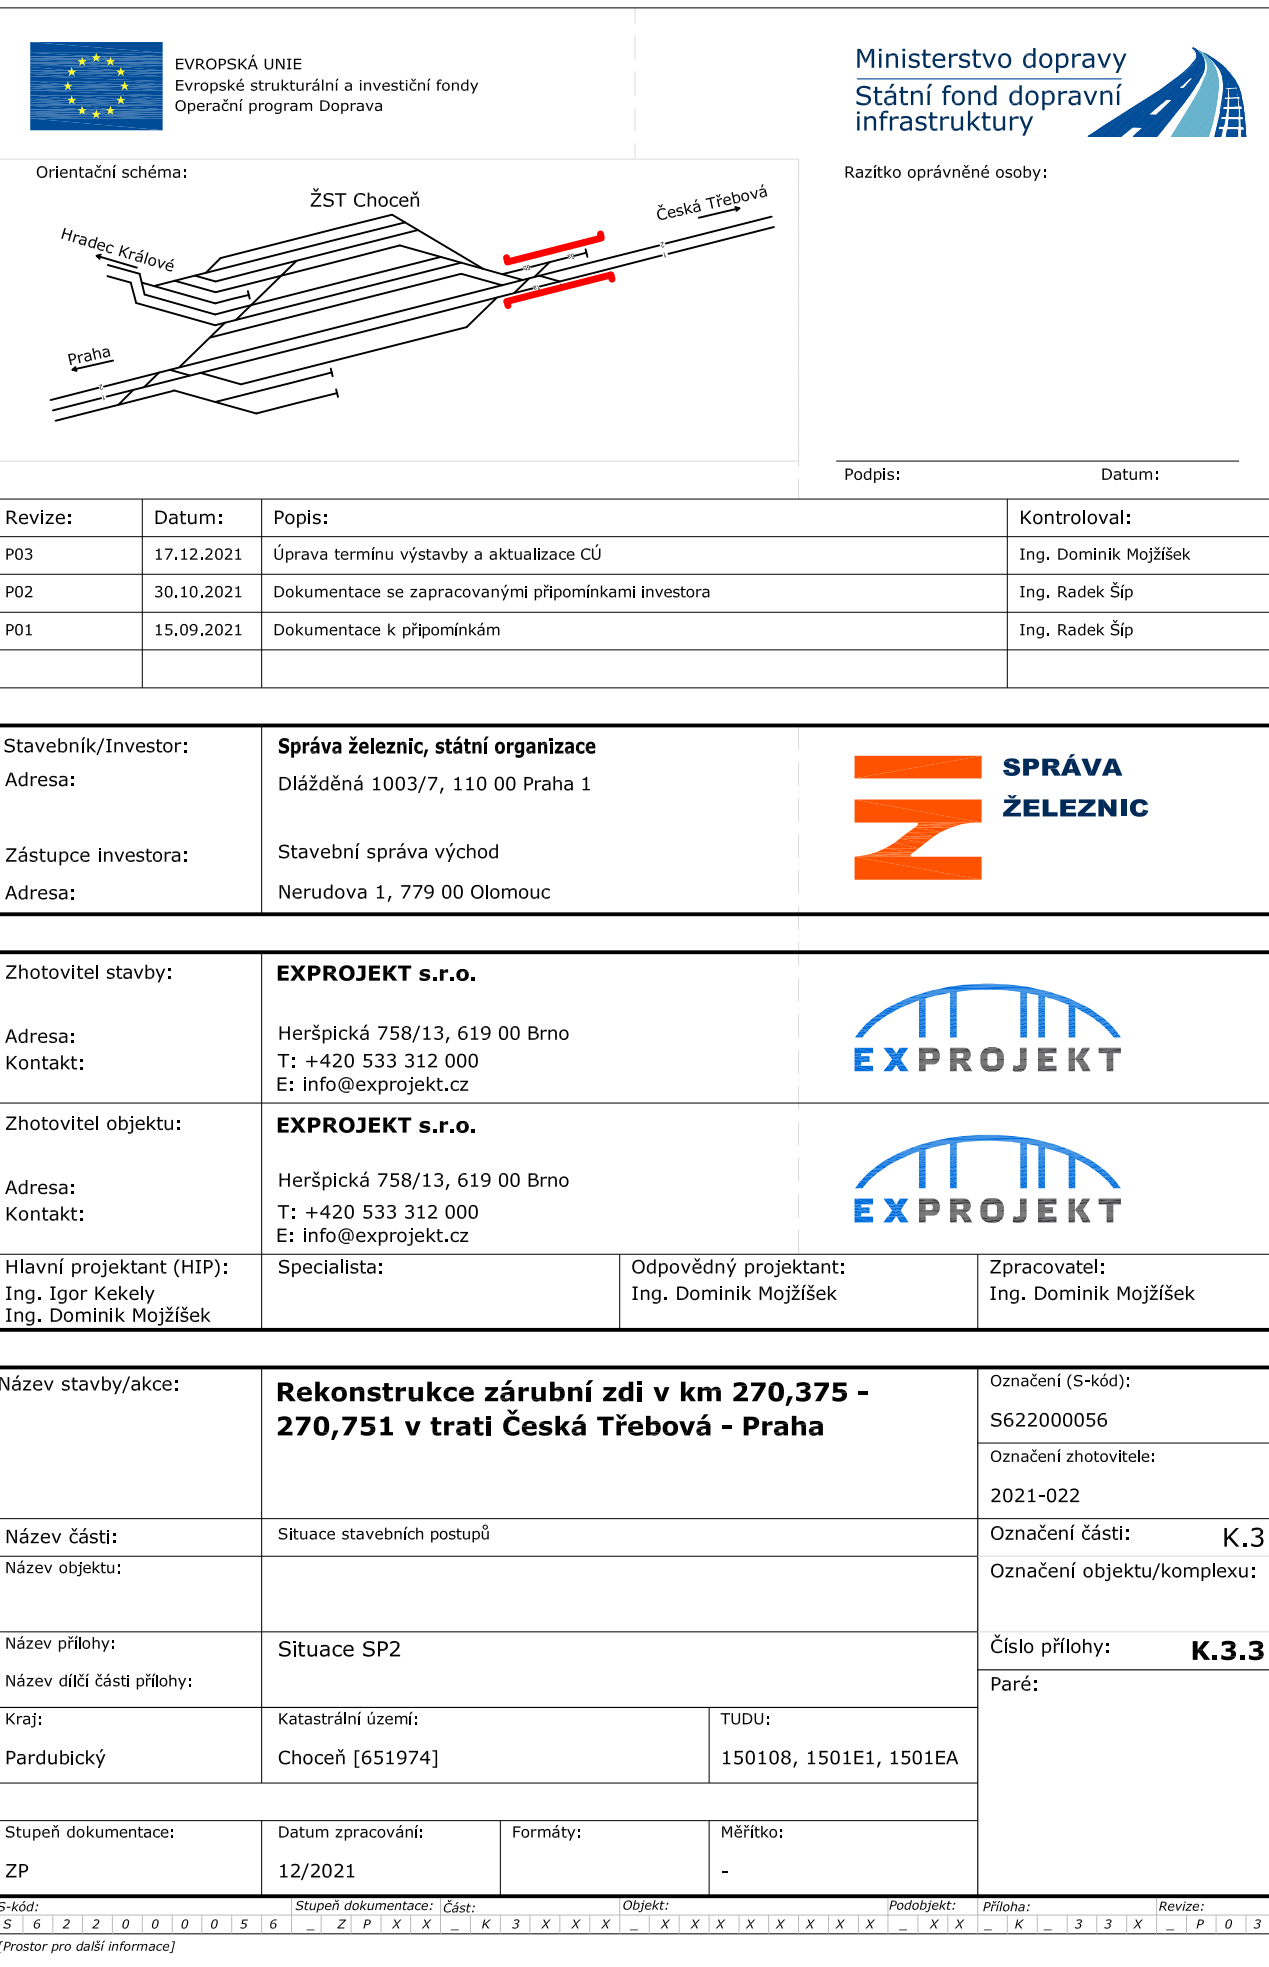 EVROPSKÁ UNIE
Evropské strukturální a investiční fondy
Operační program Doprava
Ministerstvo dopravy
Státní fond dopravní
infrastruktury
Orientační schéma:
Razítko oprávněné osoby:
ŽST Choceň
Česká Třebová
Hradec Králové
Praha
Podpis: Datum:
Revize: Datum: Popis: Kontroloval:
P03 17.12.2021 Úprava termínu výstavby a aktualizace CÚ Ing. Dominik Mojžíšek
P02 30.10.2021 Dokumentace se zapracovanými připomínkami investora Ing. Radek Šíp
P01 15.09.2021 Dokumentace k připomínkám Ing. Radek Šíp
Stavebník/Investor: Správa železnic, státní organizace
Adresa: Dlážděná 1003/7, 110 00 Praha 1
SPRÁVA
ŽELEZNIC
Zástupce investora: Stavební správa východ
Adresa: Nerudova 1, 779 00 Olomouc
Zhotovitel stavby: EXPROJEKT s.r.o.
Adresa: Heršpická 758/13, 619 00 Brno
Kontakt: T: +420 533 312 000
E: info@exprojekt.cz
EXPROJEKT
Zhotovitel objektu: EXPROJEKT s.r.o.
Adresa: Heršpická 758/13, 619 00 Brno
Kontakt: T: +420 533 312 000
E: info@exprojekt.cz
EXPROJEKT
Hlavní projektant (HIP): Specialista: Odpovědný projektant: Zpracovatel:
Ing. Igor Kekely Ing. Dominik Mojžíšek Ing. Dominik Mojžíšek
Ing. Dominik Mojžíšek
Název stavby/akce: Rekonstrukce zárubní zdi v km 270,375 -
270,751 v trati Česká Třebová - Praha
Označení (S-kód):
S622000056
Označení zhotovitele:
2021-022
Název části: Situace stavebních postupů Označení části: K.3
Název objektu: Označení objektu/komplexu:
Název přílohy: Situace SP2 Číslo přílohy: K.3.3
Název dílčí části přílohy: Paré:
Kraj: Katastrální území: TUDU:
Pardubický Choceň [651974] 150108, 1501E1, 1501EA
Stupeň dokumentace: Datum zpracování: Formáty: Měřítko:
ZP 12/2021 -
S-kód: Stupeň dokumentace: Část: Objekt: Podobjekt: Příloha: Revize:
S 6 2 2 0 0 0 0 5 6 _ Z P X X _ K 3 X X X _ X X X X X X X X _ X X _ K _ 3 3 X _ P 0 3
[Prostor pro další informace]